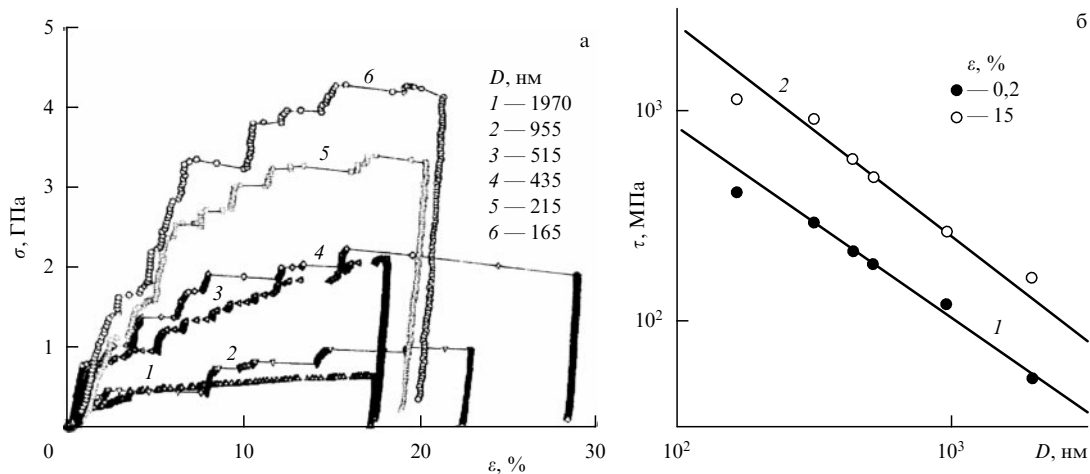 5
4
3
2
1
0
10
20
30
σ, ГПа
ε, %
а
D, нм
1 — 1970
2 — 955
3 — 515
4 — 435
5 — 215
6 — 165
6
5
4
3
2
1
б
ε, %
— 0,2
— 15
2
1
10³
10²
τ, МПа
10²
10³
D, нм